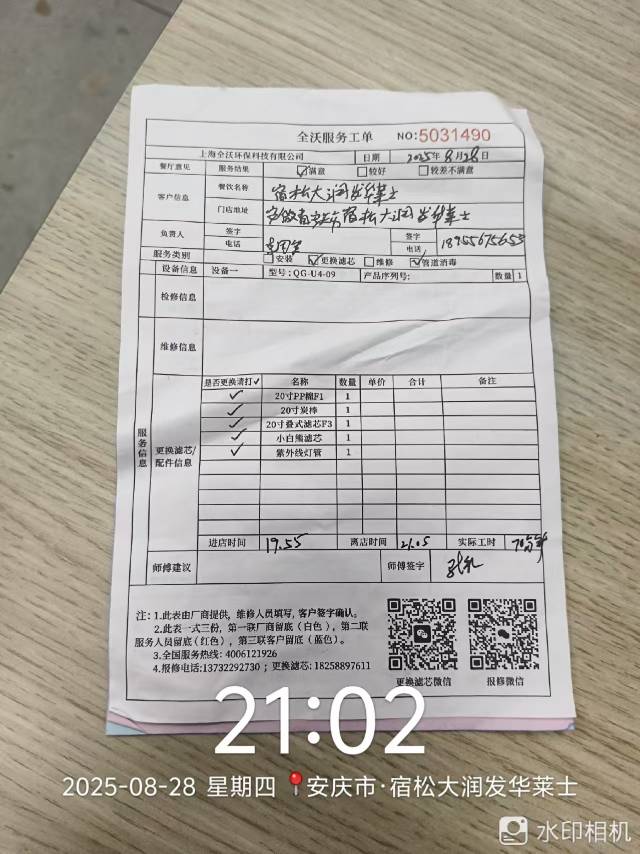 全沃服务工单 NO:5031490
上海全沃环保科技有限公司 日期 2025年8月28日
餐厅意见 服务结果 ☑满意 □较好 □较差不满意
客户信息 餐饮名称 宿松大润发华莱士
门店地址 安徽省安庆市宿松大润发华莱士
负责人 签字 签字
电话 电话 18955675653
服务类别 □安装 ☑更换滤芯 □维修 ☑管道消毒
设备信息 设备一 型号:QG-U4-09 产品序列号: 数量 1
检修信息
维修信息
服务信息
更换滤芯/配件信息
是否更换请打✓ 名称 数量 单价 合计 备注
✓ 20寸PP棉F1 1
✓ 20寸炭棒 1
✓ 20寸叠式滤芯F3 1
✓ 小白熊滤芯 1
✓ 紫外线灯管 1
进店时间 19.55 离店时间 21.05 实际工时 70分钟
师傅建议 师傅签字
注:1.此表由厂商提供,维修人员填写,客户签字确认。
2.此表一式三份,第一联厂商留底(白色),第二联
服务人员留底(红色),第三联客户留底(蓝色)。
3.全国服务热线: 4006121926
4.报修电话:13732292730;更换滤芯:18258897611
更换滤芯微信 报修微信
21:02
2025-08-28 星期四 安庆市·宿松大润发华莱士
水印相机